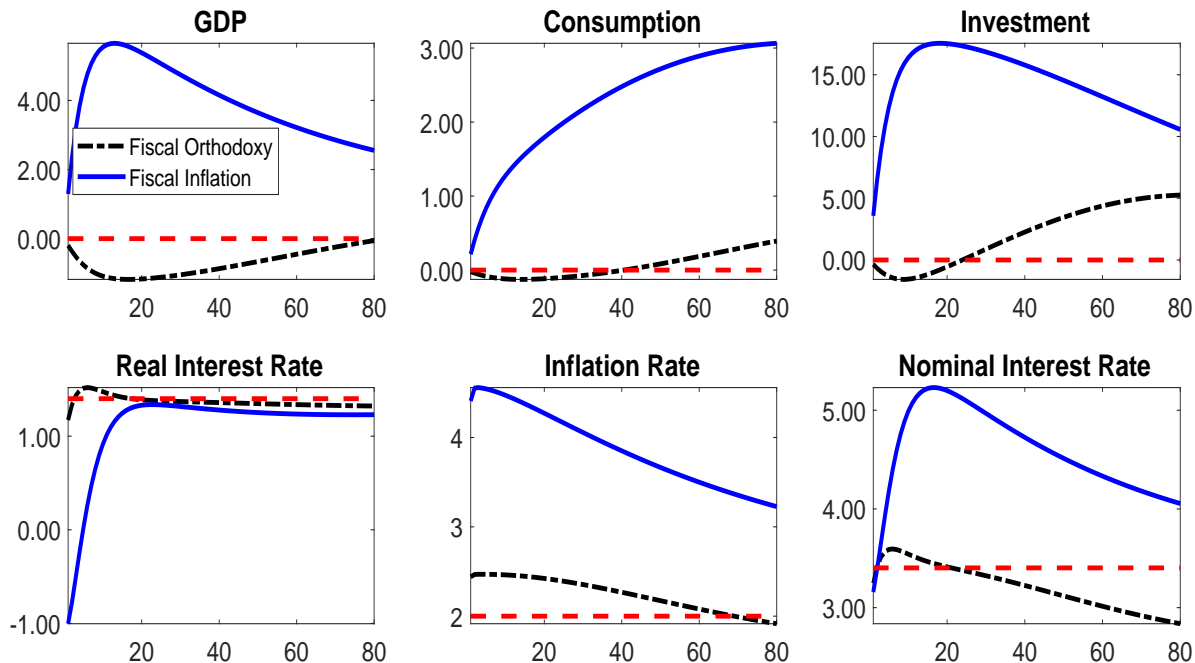 GDP
Consumption
Investment
4.00
2.00
0.00
Fiscal Orthodoxy
Fiscal Inflation
20 40 60 80
3.00
2.00
1.00
0.00
20 40 60 80
15.00
10.00
5.00
0.00
20 40 60 80
Real Interest Rate
Inflation Rate
Nominal Interest Rate
1.00
0.00
-1.00
20 40 60 80
4
3
2
20 40 60 80
5.00
4.00
3.00
20 40 60 80